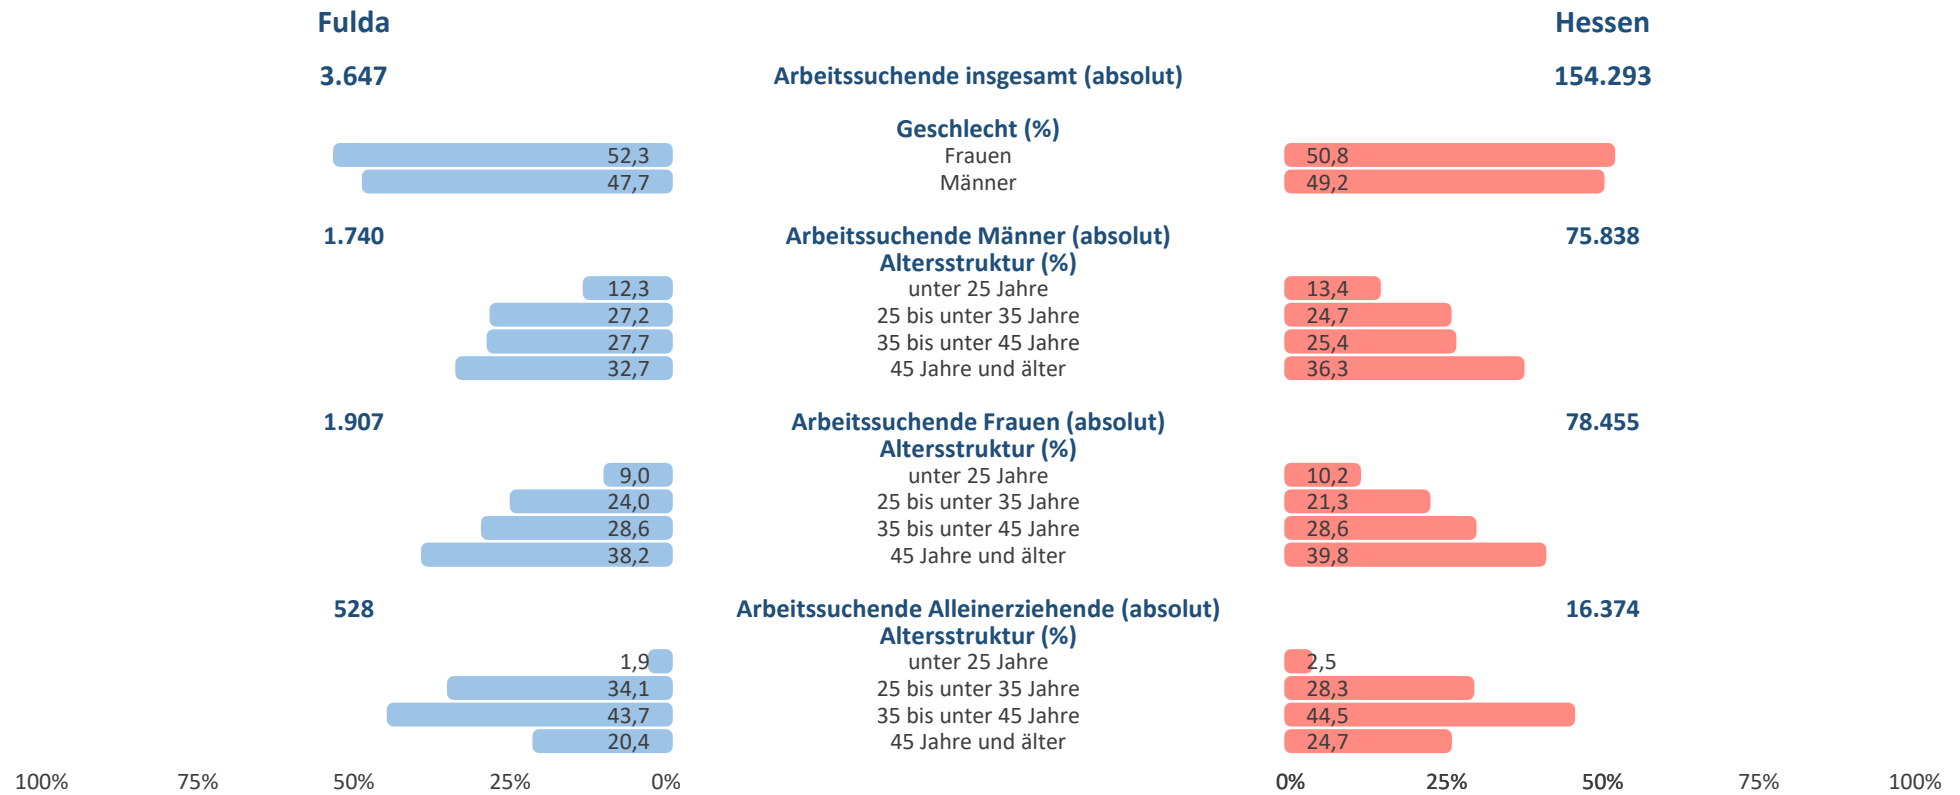 Fulda Hessen
3.647 Arbeitssuchende insgesamt (absolut) 154.293
Geschlecht (%)
52,3 Frauen 50,8
47,7 Männer 49,2
1.740 Arbeitssuchende Männer (absolut) 75.838
Altersstruktur (%)
12,3 unter 25 Jahre 13,4
27,2 25 bis unter 35 Jahre 24,7
27,7 35 bis unter 45 Jahre 25,4
32,7 45 Jahre und älter 36,3
1.907 Arbeitssuchende Frauen (absolut) 78.455
Altersstruktur (%)
9,0 unter 25 Jahre 10,2
24,0 25 bis unter 35 Jahre 21,3
28,6 35 bis unter 45 Jahre 28,6
38,2 45 Jahre und älter 39,8
528 Arbeitssuchende Alleinerziehende (absolut) 16.374
Altersstruktur (%)
1,9 unter 25 Jahre 2,5
34,1 25 bis unter 35 Jahre 28,3
43,7 35 bis unter 45 Jahre 44,5
20,4 45 Jahre und älter 24,7
100% 75% 50% 25% 0% 0% 25% 50% 75% 100%